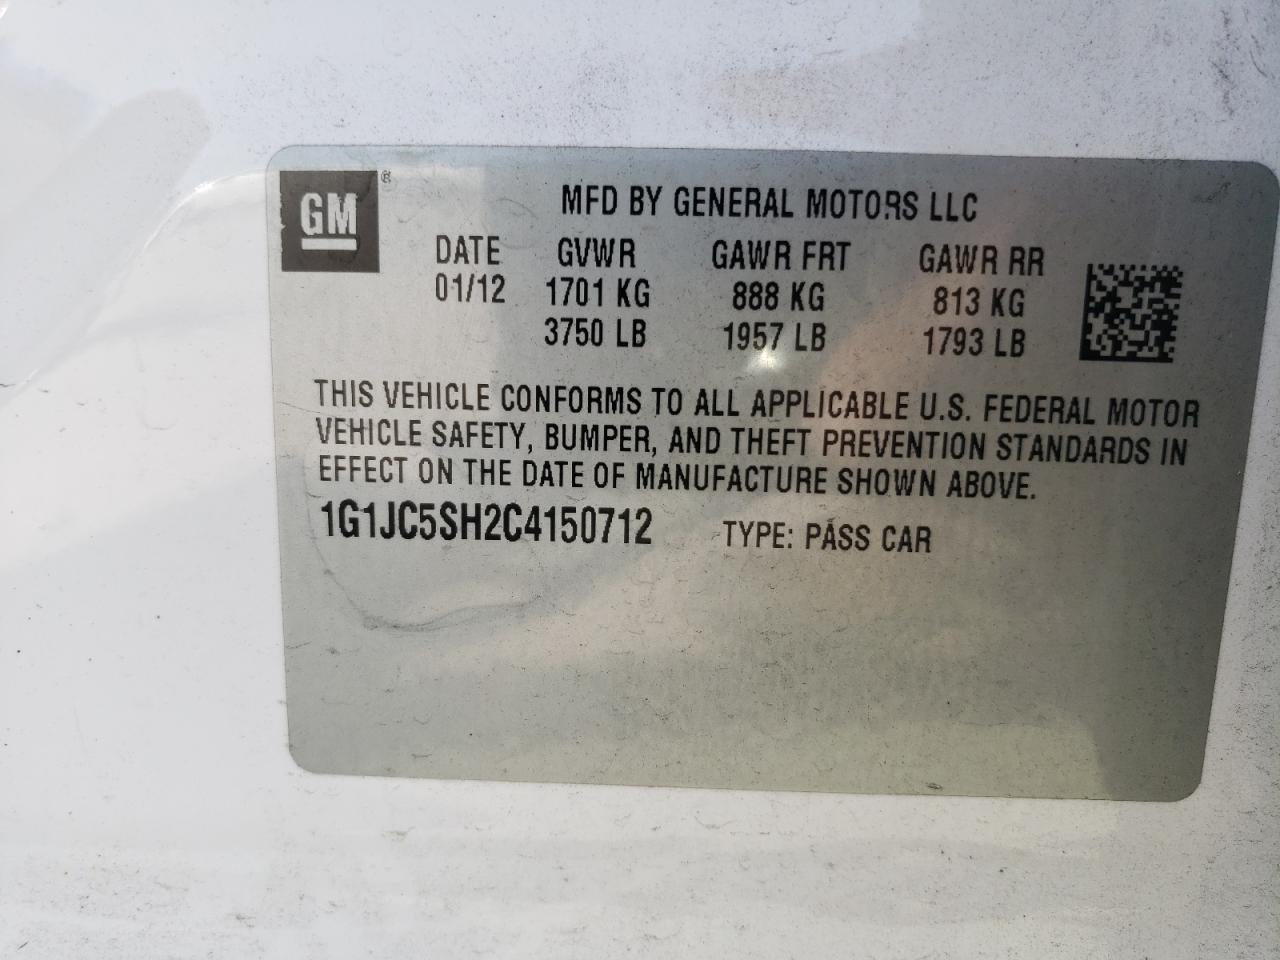 GM ®
MFD BY GENERAL MOTORS LLC
DATE GVWR GAWR FRT GAWR RR
01/12 1701 KG 888 KG 813 KG
3750 LB 1957 LB 1793 LB
THIS VEHICLE CONFORMS TO ALL APPLICABLE U.S. FEDERAL MOTOR
VEHICLE SAFETY, BUMPER, AND THEFT PREVENTION STANDARDS IN
EFFECT ON THE DATE OF MANUFACTURE SHOWN ABOVE.
1G1JC5SH2C4150712 TYPE: PASS CAR